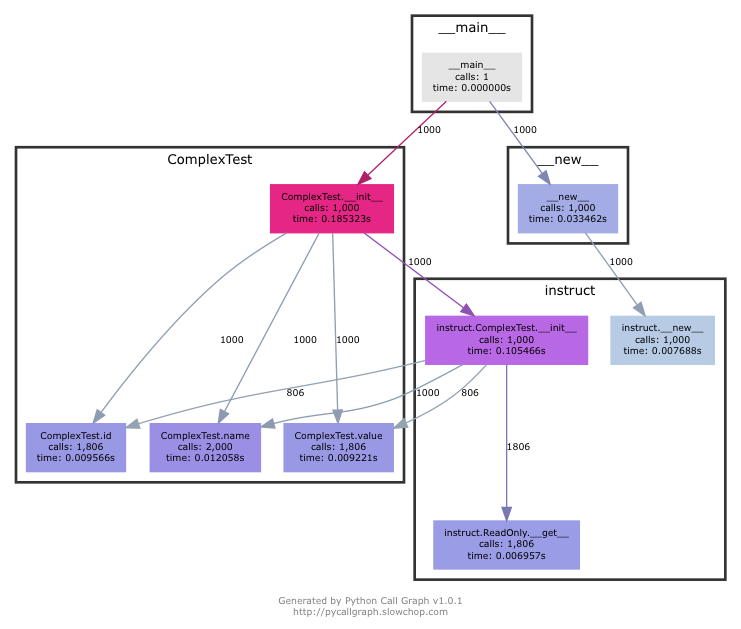 __main__
__main__
calls: 1
time: 0.000000s
1000
1000
ComplexTest
__new__
ComplexTest.__init__
calls: 1,000
time: 0.185323s
__new__
calls: 1,000
time: 0.033462s
1000
1000
instruct
instruct.ComplexTest.__init__
calls: 1,000
time: 0.105466s
instruct.__new__
calls: 1,000
time: 0.007688s
1000
1000
1000
806
1000
806
ComplexTest.id
calls: 1,806
time: 0.009566s
ComplexTest.name
calls: 2,000
time: 0.012058s
ComplexTest.value
calls: 1,806
time: 0.009221s
1806
instruct.ReadOnly.__get__
calls: 1,806
time: 0.006957s
Generated by Python Call Graph v1.0.1
http://pycallgraph.slowchop.com